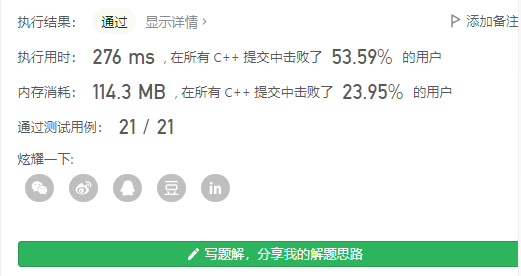 执行结果： 通过 显示详情 › 添加备注
执行用时： 276 ms , 在所有 C++ 提交中击败了 53.59% 的用户
内存消耗： 114.3 MB , 在所有 C++ 提交中击败了 23.95% 的用户
通过测试用例： 21 / 21
炫耀一下:
豆 in
写题解，分享我的解题思路